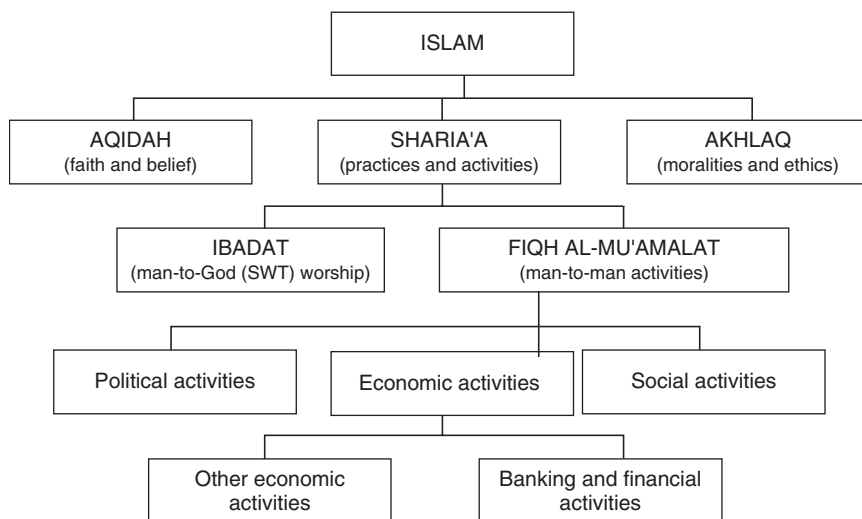 ISLAM
AQIDAH
(faith and belief)
SHARIA'A
(practices and activities)
AKHLAQ
(moralities and ethics)
IBADAT
(man-to-God (SWT) worship)
FIQH AL-MU'AMALAT
(man-to-man activities)
Political activities
Economic activities
Social activities
Other economic
activities
Banking and financial
activities